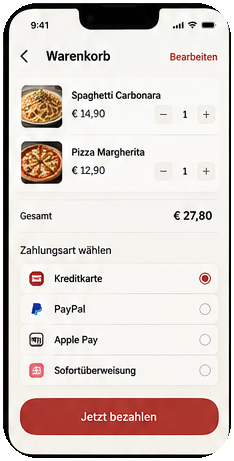 9:41
Warenkorb
Bearbeiten
Spaghetti Carbonara
€ 14,90
− 1 +
Pizza Margherita
€ 12,90
− 1 +
Gesamt
€ 27,80
Zahlungsart wählen
Kreditkarte
PayPal
Apple Pay
Sofortüberweisung
Jetzt bezahlen